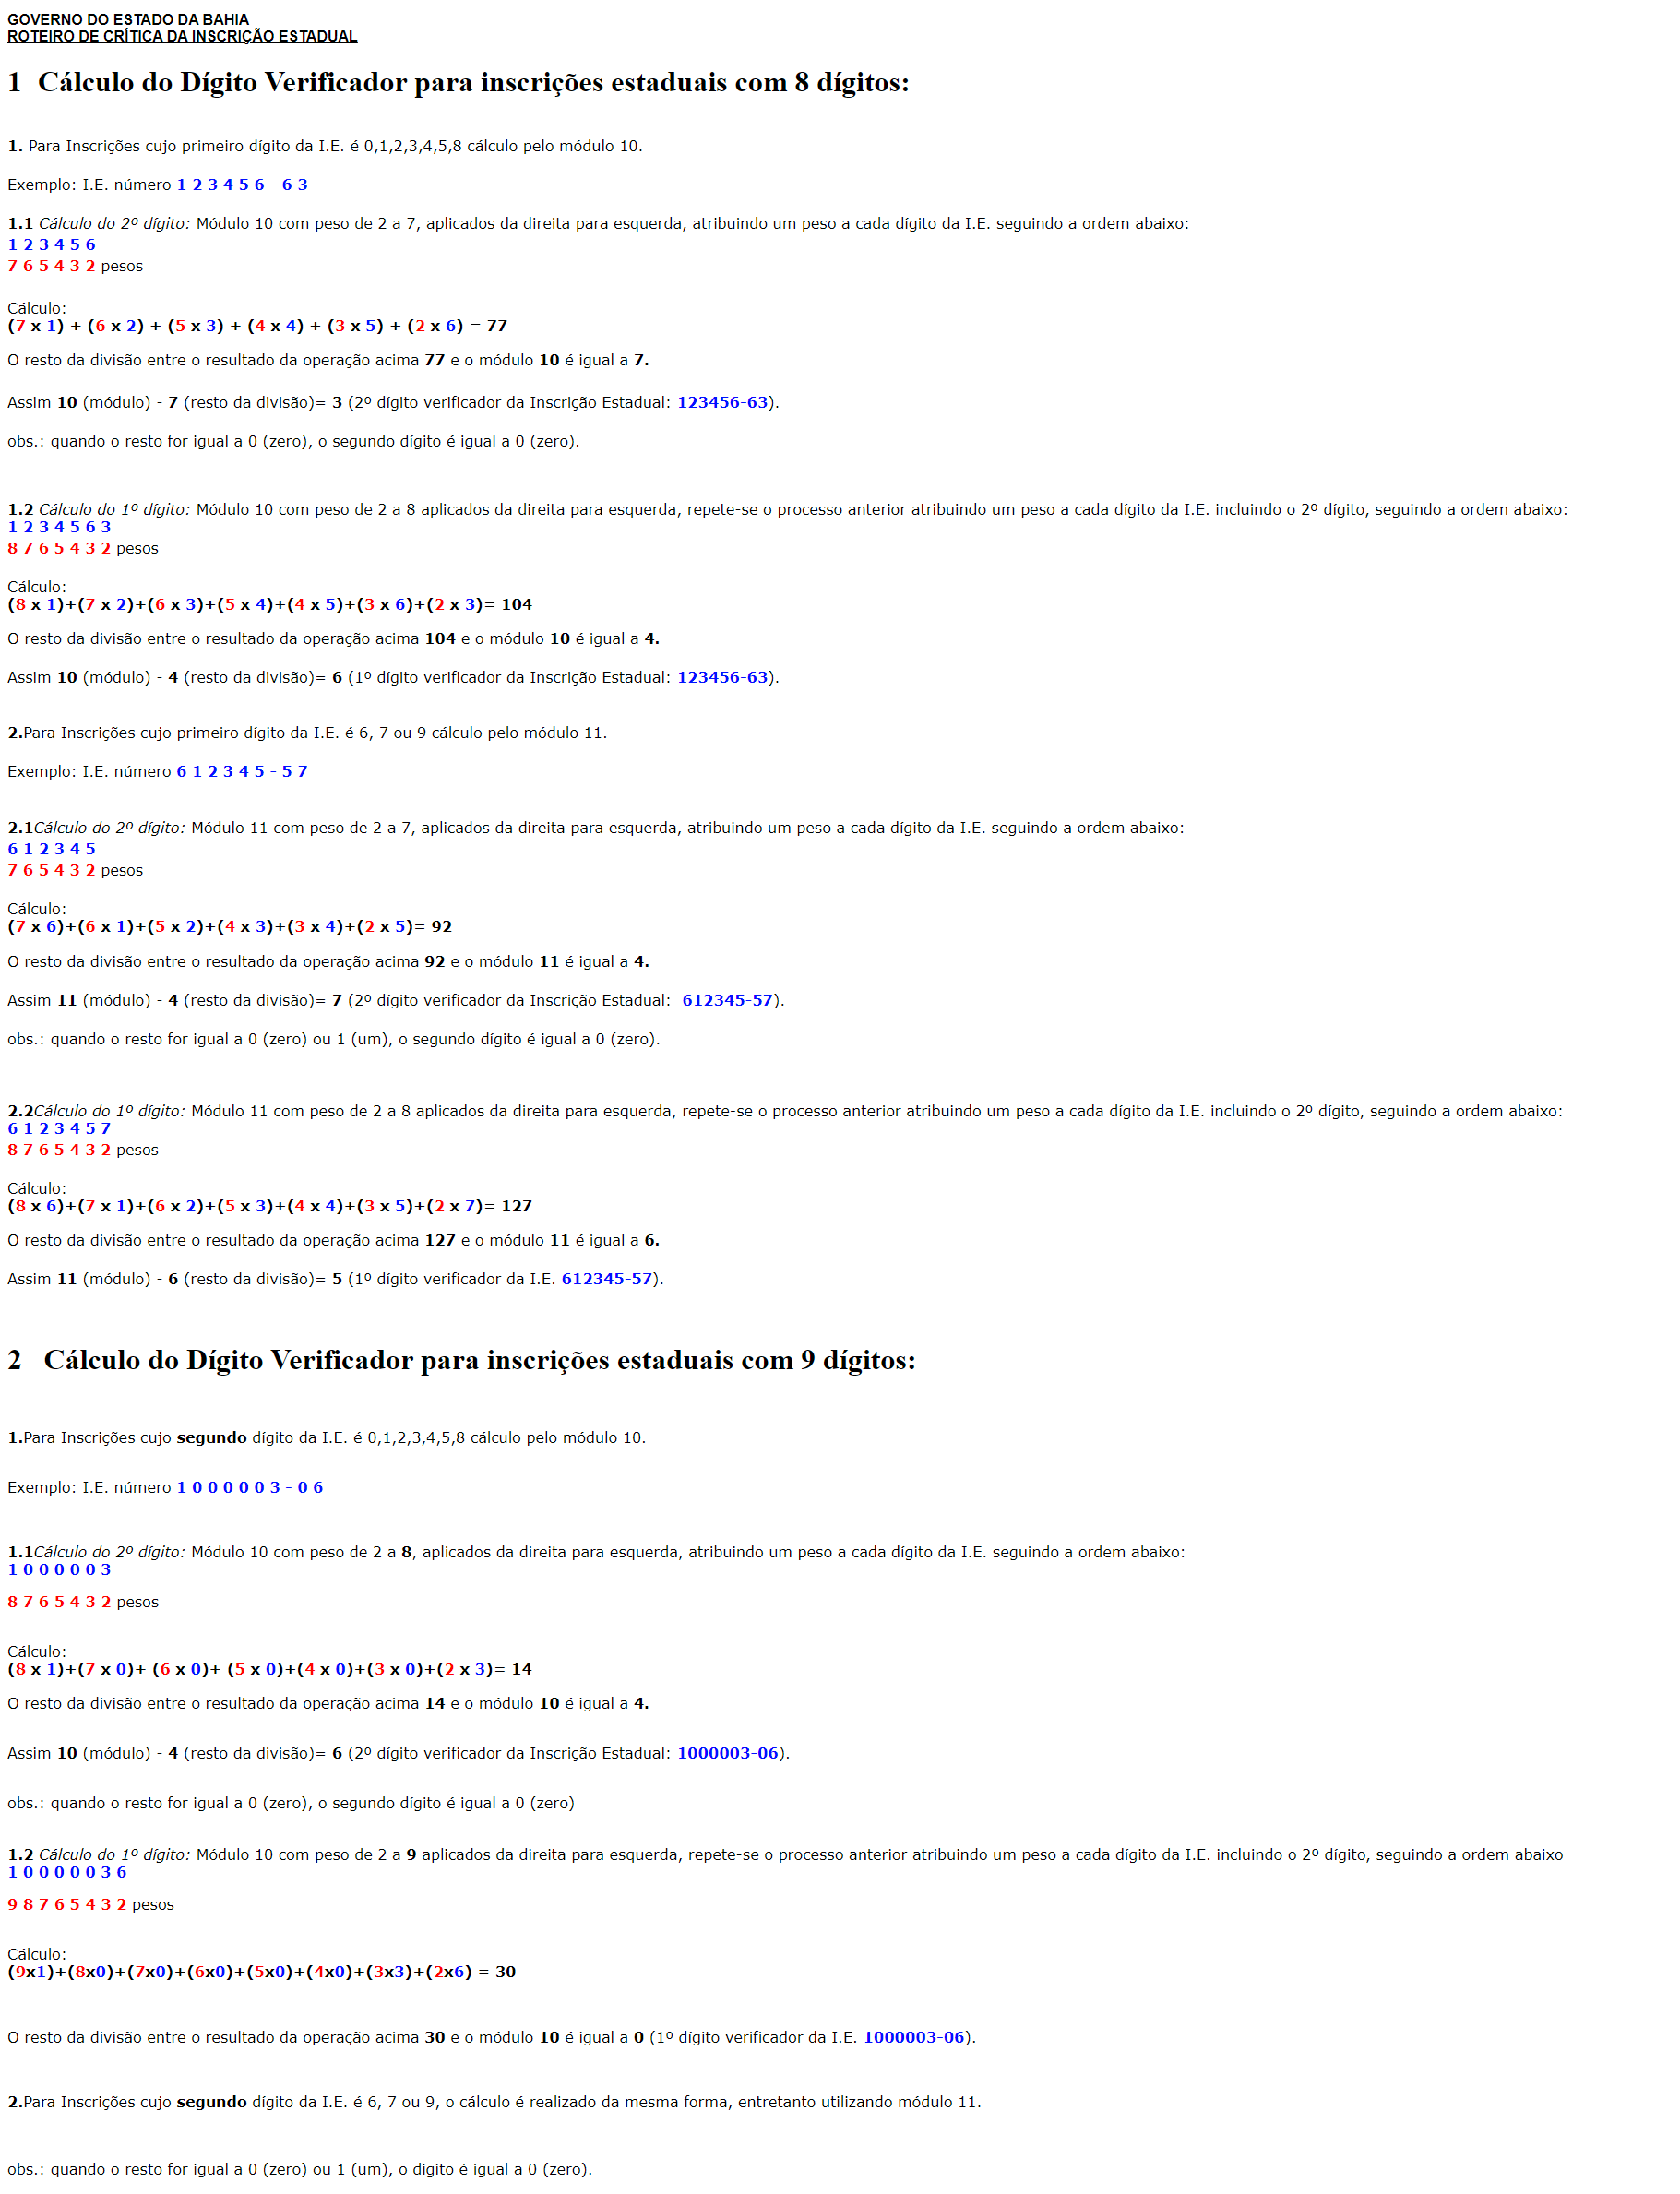 GOVERNO DO ESTADO DA BAHIA
ROTEIRO DE CRÍTICA DA INSCRIÇÃO ESTADUAL
1 Cálculo do Dígito Verificador para inscrições estaduais com 8 dígitos:
1. Para Inscrições cujo primeiro dígito da I.E. é 0,1,2,3,4,5,8 cálculo pelo módulo 10.
Exemplo: I.E. número 1 2 3 4 5 6 - 6 3
1.1 Cálculo do 2º dígito: Módulo 10 com peso de 2 a 7, aplicados da direita para esquerda, atribuindo um peso a cada dígito da I.E. seguindo a ordem abaixo:
1 2 3 4 5 6
7 6 5 4 3 2 pesos
Cálculo:
(7 x 1) + (6 x 2) + (5 x 3) + (4 x 4) + (3 x 5) + (2 x 6) = 77
O resto da divisão entre o resultado da operação acima 77 e o módulo 10 é igual a 7.
Assim 10 (módulo) - 7 (resto da divisão)= 3 (2º dígito verificador da Inscrição Estadual: 123456-63).
obs.: quando o resto for igual a 0 (zero), o segundo dígito é igual a 0 (zero).
1.2 Cálculo do 1º dígito: Módulo 10 com peso de 2 a 8 aplicados da direita para esquerda, repete-se o processo anterior atribuindo um peso a cada dígito da I.E. incluindo o 2º dígito, seguindo a ordem abaixo:
1 2 3 4 5 6 3
8 7 6 5 4 3 2 pesos
Cálculo:
(8 x 1)+(7 x 2)+(6 x 3)+(5 x 4)+(4 x 5)+(3 x 6)+(2 x 3)= 104
O resto da divisão entre o resultado da operação acima 104 e o módulo 10 é igual a 4.
Assim 10 (módulo) - 4 (resto da divisão)= 6 (1º dígito verificador da Inscrição Estadual: 123456-63).
2.Para Inscrições cujo primeiro dígito da I.E. é 6, 7 ou 9 cálculo pelo módulo 11.
Exemplo: I.E. número 6 1 2 3 4 5 - 5 7
2.1Cálculo do 2º dígito: Módulo 11 com peso de 2 a 7, aplicados da direita para esquerda, atribuindo um peso a cada dígito da I.E. seguindo a ordem abaixo:
6 1 2 3 4 5
7 6 5 4 3 2 pesos
Cálculo:
(7 x 6)+(6 x 1)+(5 x 2)+(4 x 3)+(3 x 4)+(2 x 5)= 92
O resto da divisão entre o resultado da operação acima 92 e o módulo 11 é igual a 4.
Assim 11 (módulo) - 4 (resto da divisão)= 7 (2º dígito verificador da Inscrição Estadual: 612345-57).
obs.: quando o resto for igual a 0 (zero) ou 1 (um), o segundo dígito é igual a 0 (zero).
2.2Cálculo do 1º dígito: Módulo 11 com peso de 2 a 8 aplicados da direita para esquerda, repete-se o processo anterior atribuindo um peso a cada dígito da I.E. incluindo o 2º dígito, seguindo a ordem abaixo:
6 1 2 3 4 5 7
8 7 6 5 4 3 2 pesos
Cálculo:
(8 x 6)+(7 x 1)+(6 x 2)+(5 x 3)+(4 x 4)+(3 x 5)+(2 x 7)= 127
O resto da divisão entre o resultado da operação acima 127 e o módulo 11 é igual a 6.
Assim 11 (módulo) - 6 (resto da divisão)= 5 (1º dígito verificador da I.E. 612345-57).
2 Cálculo do Dígito Verificador para inscrições estaduais com 9 dígitos:
1.Para Inscrições cujo segundo dígito da I.E. é 0,1,2,3,4,5,8 cálculo pelo módulo 10.
Exemplo: I.E. número 1 0 0 0 0 0 3 - 0 6
1.1Cálculo do 2º dígito: Módulo 10 com peso de 2 a 8, aplicados da direita para esquerda, atribuindo um peso a cada dígito da I.E. seguindo a ordem abaixo:
1 0 0 0 0 0 3
8 7 6 5 4 3 2 pesos
Cálculo:
(8 x 1)+(7 x 0)+ (6 x 0)+ (5 x 0)+(4 x 0)+(3 x 0)+(2 x 3)= 14
O resto da divisão entre o resultado da operação acima 14 e o módulo 10 é igual a 4.
Assim 10 (módulo) - 4 (resto da divisão)= 6 (2º dígito verificador da Inscrição Estadual: 1000003-06).
obs.: quando o resto for igual a 0 (zero), o segundo dígito é igual a 0 (zero)
1.2 Cálculo do 1º dígito: Módulo 10 com peso de 2 a 9 aplicados da direita para esquerda, repete-se o processo anterior atribuindo um peso a cada dígito da I.E. incluindo o 2º dígito, seguindo a ordem abaixo
1 0 0 0 0 0 3 6
9 8 7 6 5 4 3 2 pesos
Cálculo:
(9x1)+(8x0)+(7x0)+(6x0)+(5x0)+(4x0)+(3x3)+(2x6) = 30
O resto da divisão entre o resultado da operação acima 30 e o módulo 10 é igual a 0 (1º dígito verificador da I.E. 1000003-06).
2.Para Inscrições cujo segundo dígito da I.E. é 6, 7 ou 9, o cálculo é realizado da mesma forma, entretanto utilizando módulo 11.
obs.: quando o resto for igual a 0 (zero) ou 1 (um), o digito é igual a 0 (zero).